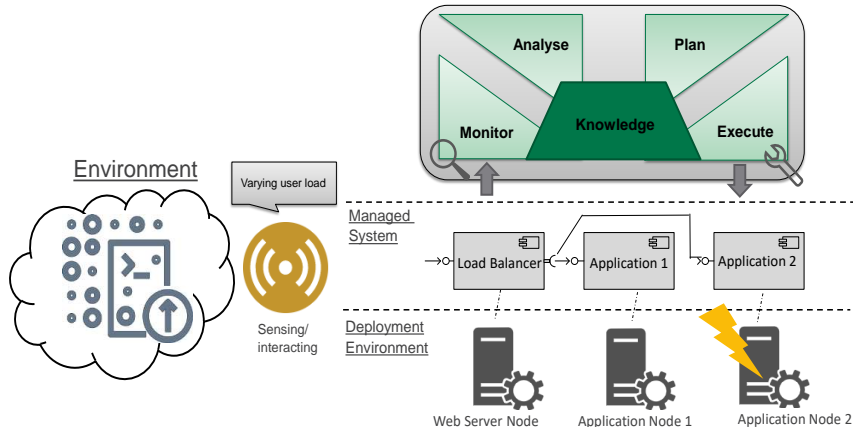 Analyse
Plan
Monitor
Knowledge
Execute
Environment
Varying user load
Managed
System
Load Balancer
Application 1
Application 2
Sensing/
interacting
Deployment
Environment
Web Server Node
Application Node 1
Application Node 2